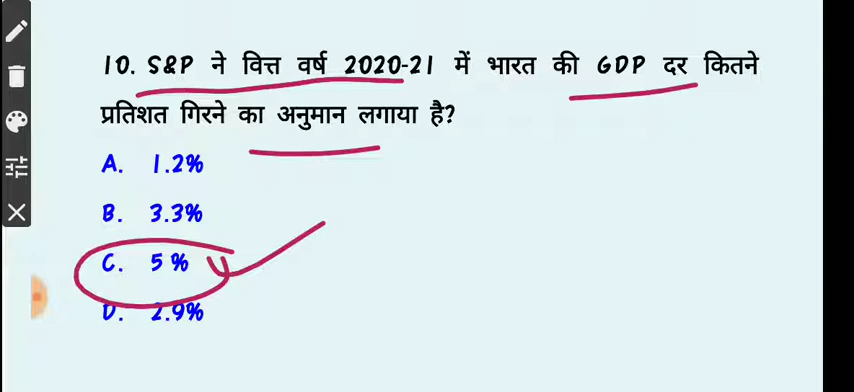 10. S&P ने वित्त वर्ष 2020-21 में भारत की GDP दर कितने
प्रतिशत गिरने का अनुमान लगाया है?
A. 1.2%
B. 3.3%
C. 5 %
D. 2.9%